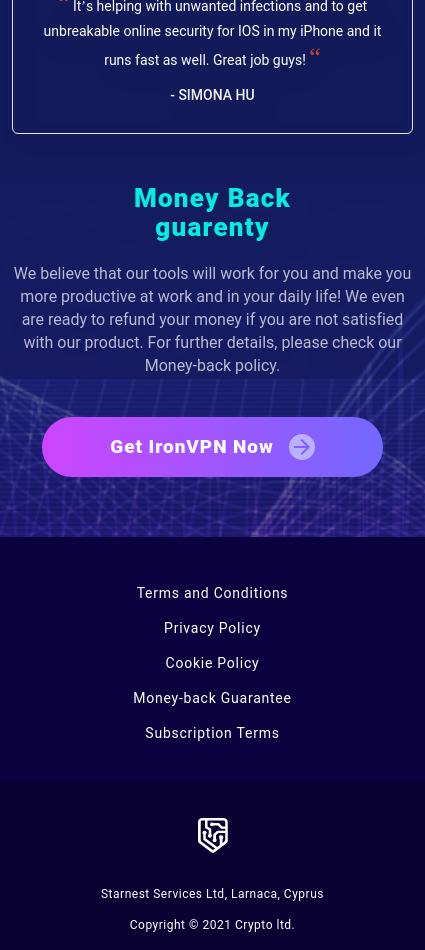 “ It's helping with unwanted infections and to get
unbreakable online security for IOS in my iPhone and it
runs fast as well. Great job guys! “
- SIMONA HU
Money Back
guarenty
We believe that our tools will work for you and make you
more productive at work and in your daily life! We even
are ready to refund your money if you are not satisfied
with our product. For further details, please check our
Money-back policy.
Get IronVPN Now
Terms and Conditions
Privacy Policy
Cookie Policy
Money-back Guarantee
Subscription Terms
Starnest Services Ltd, Larnaca, Cyprus
Copyright © 2021 Crypto ltd.